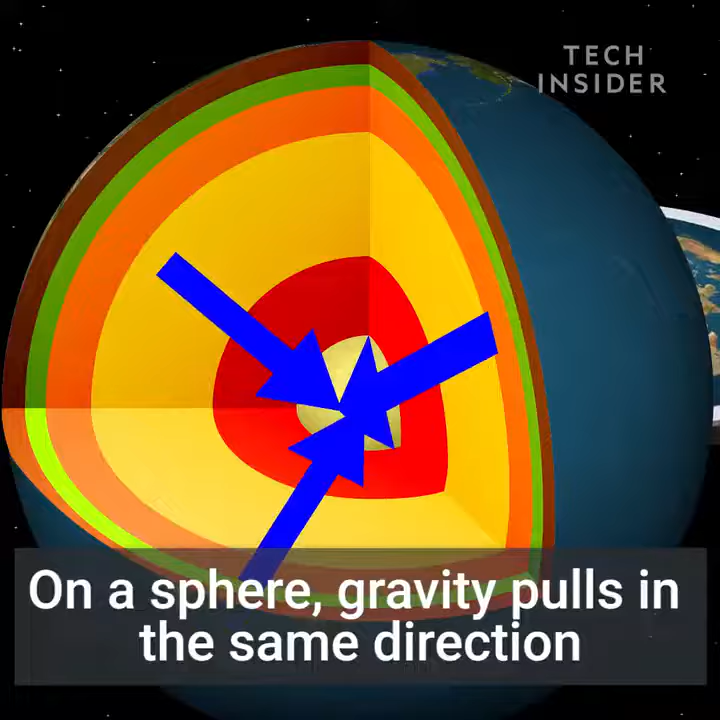 TECH
INSIDER
On a sphere, gravity pulls in
the same direction